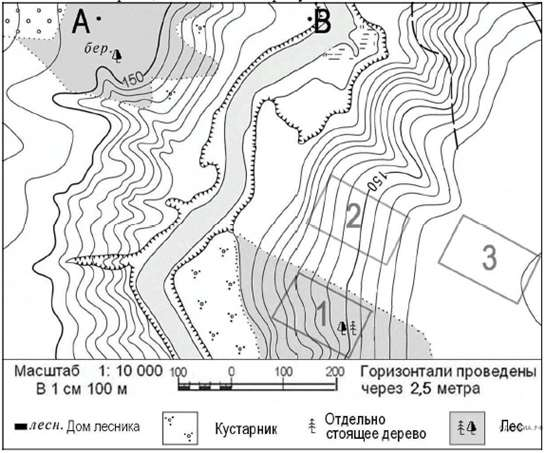 А В
бер.
150
150
2
3
1
Масштаб 1: 10 000
В 1 см 100 м
100 0 100 200
Горизонтали проведены
через 2,5 метра
лесн. Дом лесника
Кустарник
Отдельно
стоящее дерево
Лес